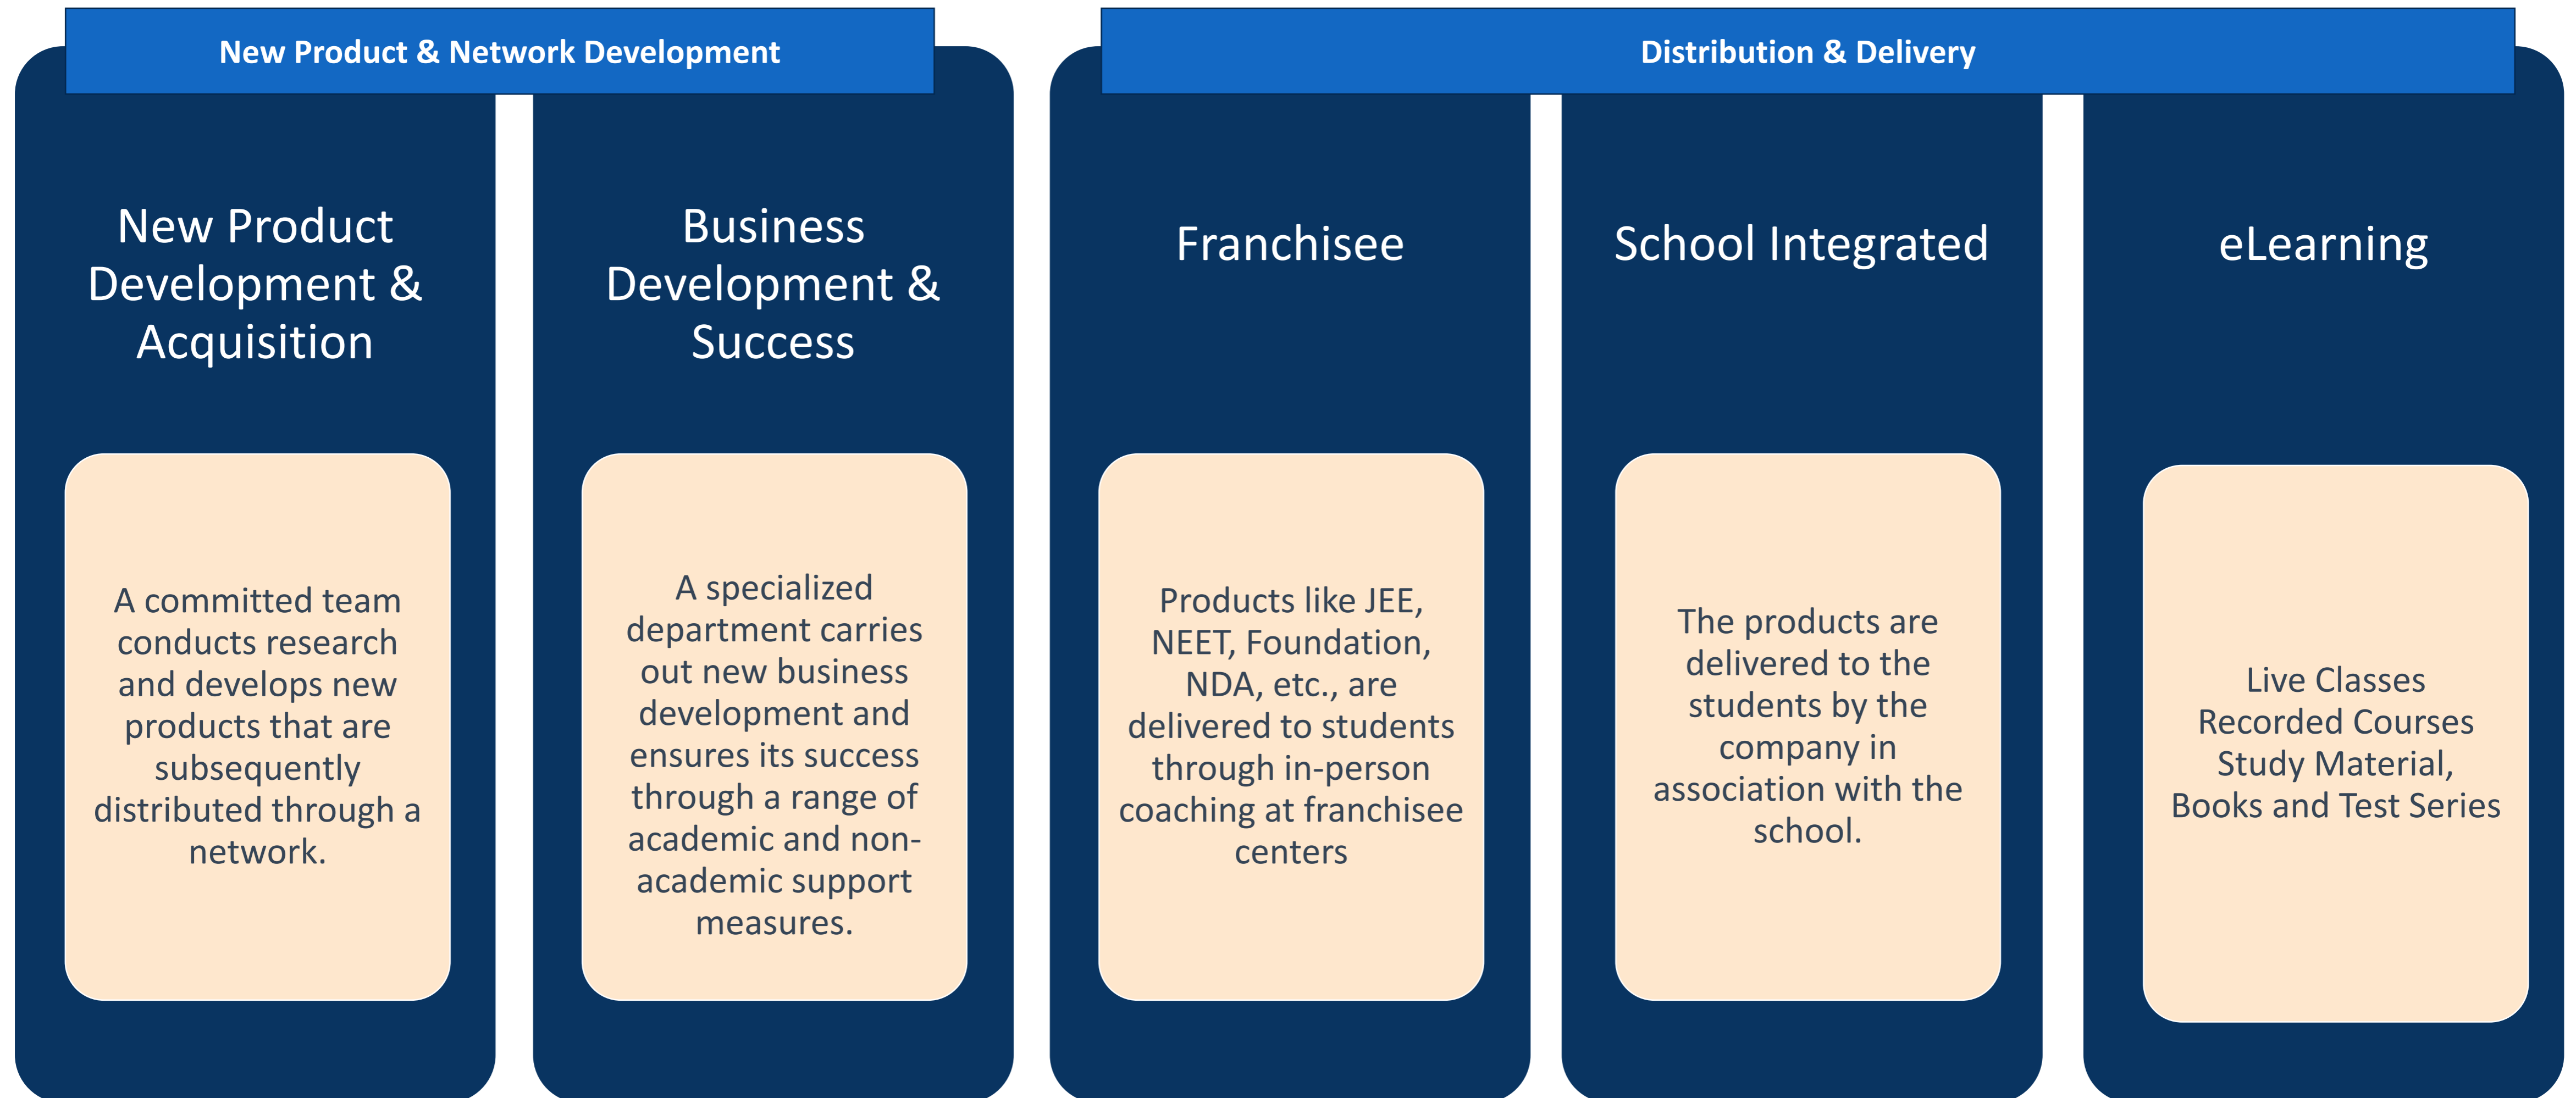 New Product & Network Development
Distribution & Delivery
New Product
Development &
Acquisition
A committed team
conducts research
and develops new
products that are
subsequently
distributed through a
network.
Business
Development &
Success
A specialized
department carries
out new business
development and
ensures its success
through a range of
academic and non-
academic support
measures.
Franchisee
Products like JEE,
NEET, Foundation,
NDA, etc., are
delivered to students
through in-person
coaching at franchisee
centers
School Integrated
The products are
delivered to the
students by the
company in
association with the
school.
eLearning
Live Classes
Recorded Courses
Study Material,
Books and Test Series